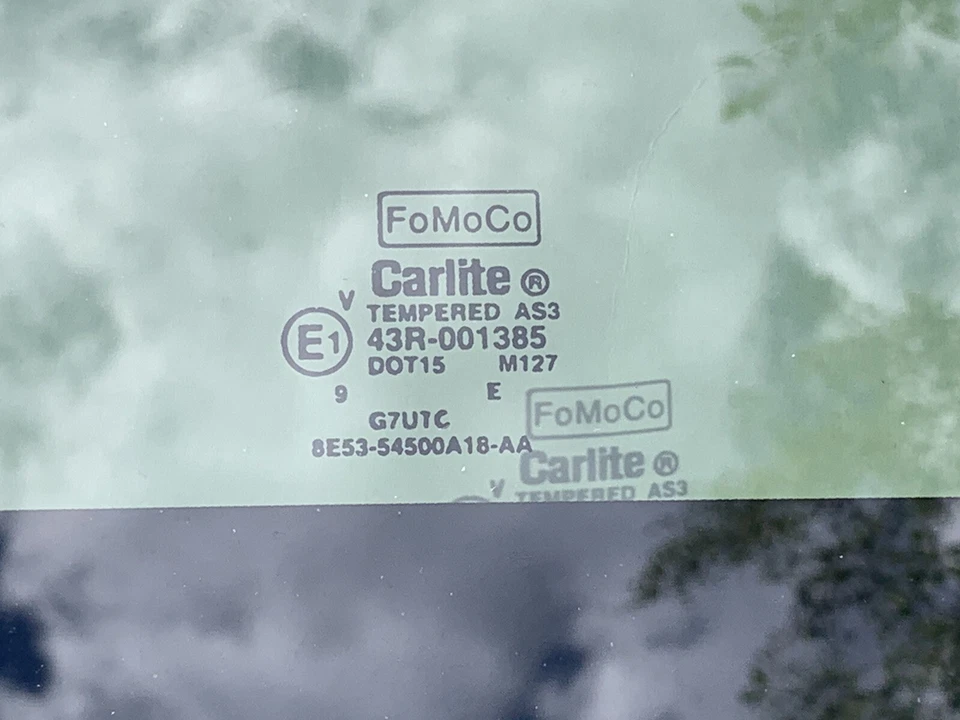 FoMoCo
Carlite ®
V TEMPERED AS3
E1 43R-001385
DOT15 M127
9 E
G7UTC
8E53-54500A18-AA
FoMoCo
Carlite ®
V TEMPERED AS3